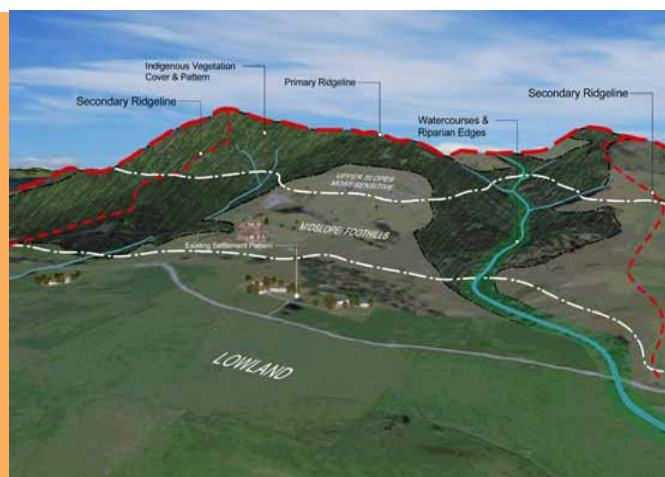 Indigenous Vegetation
Cover & Pattern
Primary Ridgeline
Secondary Ridgeline
Secondary Ridgeline
Watercourses &
Riparian Edges
UPPER SLOPES
MOST SENSITIVE
MIDSLOPE/ FOOTHILLS
Existing Settlement Pattern
LOWLAND